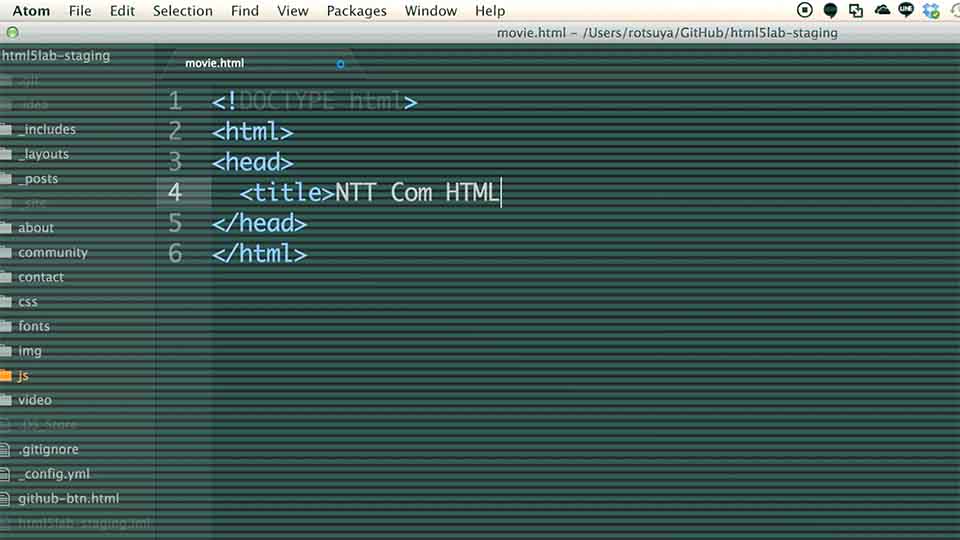 Atom File Edit Selection Find View Packages Window Help
movie.html – /Users/rotsuya/GitHub/html5lab-staging
html5lab-staging
movie.html
.git
.idea
_includes
_layouts
_posts
_site
about
community
contact
css
fonts
img
js
video
.DS_Store
.gitignore
_config.yml
github-btn.html
html5lab-staging.iml
1 <!DOCTYPE html>
2 <html>
3 <head>
4 <title>NTT Com HTML
5 </head>
6 </html>